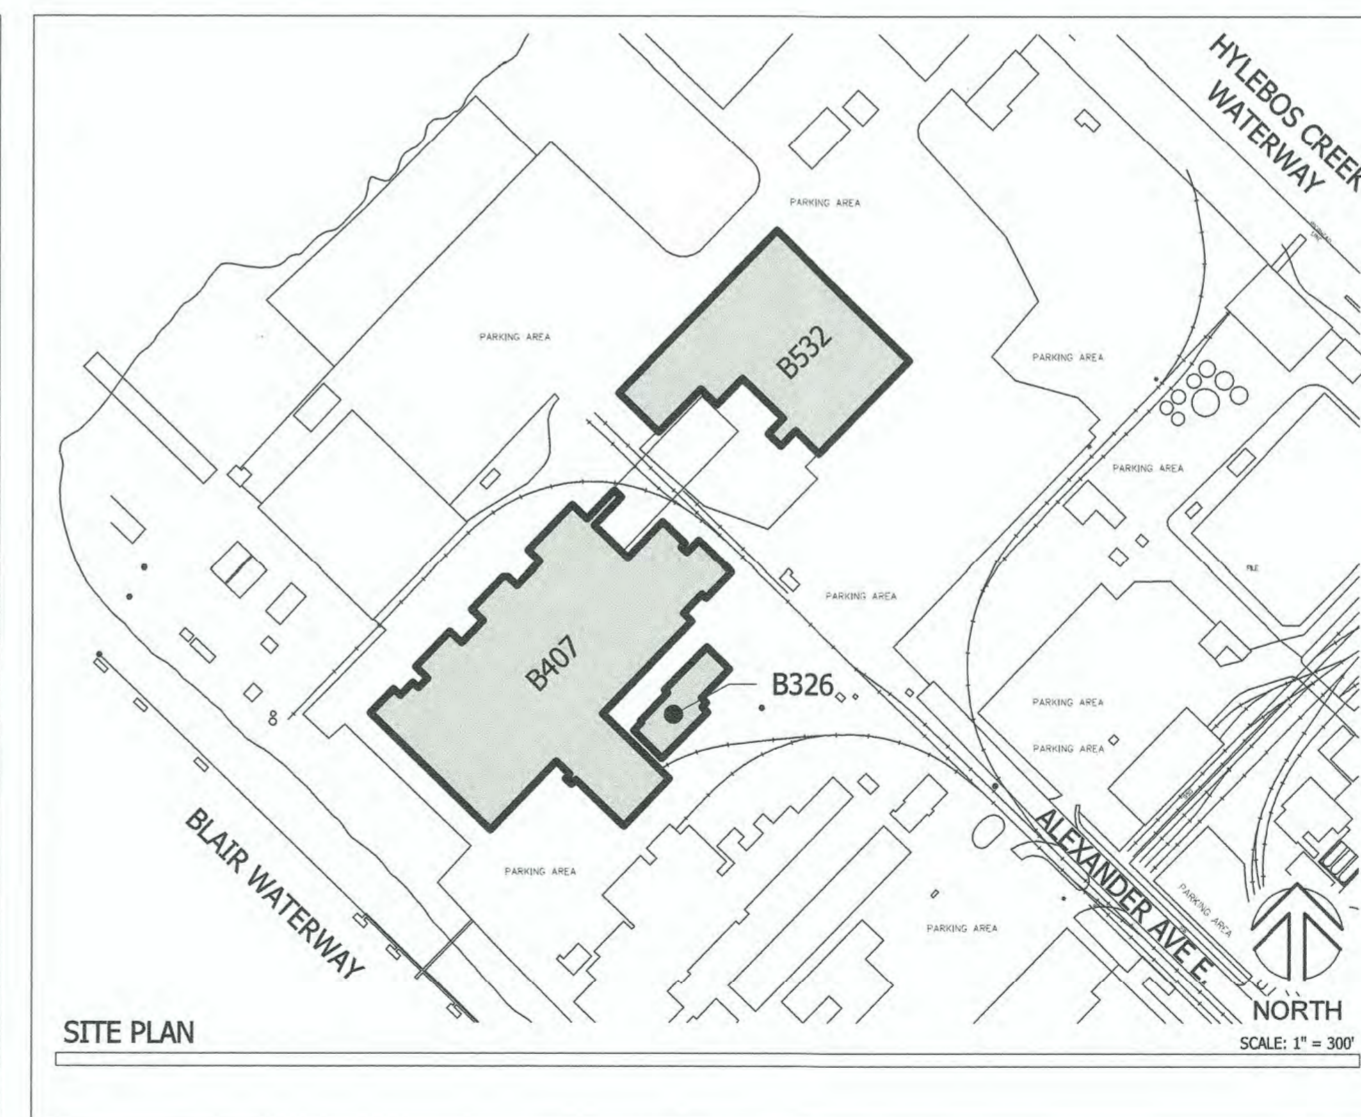 HYLEBOS CREEK
WATERWAY
PARKING AREA
PARKING AREA
B532
PARKING AREA
PARKING AREA
PILE
PARKING AREA
B407
B326
PARKING AREA
PARKING AREA
BLAIR WATERWAY
ALEXANDER AVE E.
PARKING AREA
PARKING AREA
PARKING AREA
NORTH
SITE PLAN
SCALE: 1" = 300'